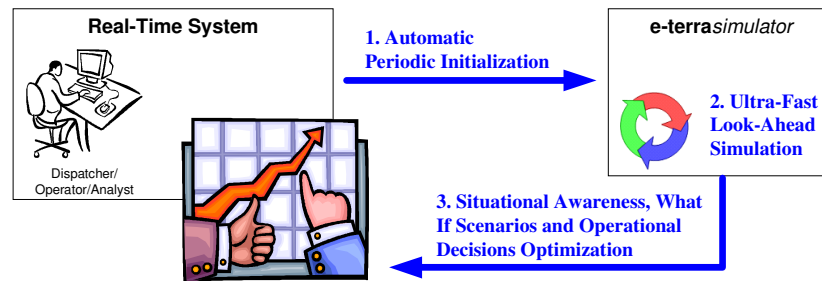 Real-Time System
Dispatcher/
Operator/Analyst
1. Automatic
Periodic Initialization
e-terrasimulator
2. Ultra-Fast
Look-Ahead
Simulation
3. Situational Awareness, What
If Scenarios and Operational
Decisions Optimization